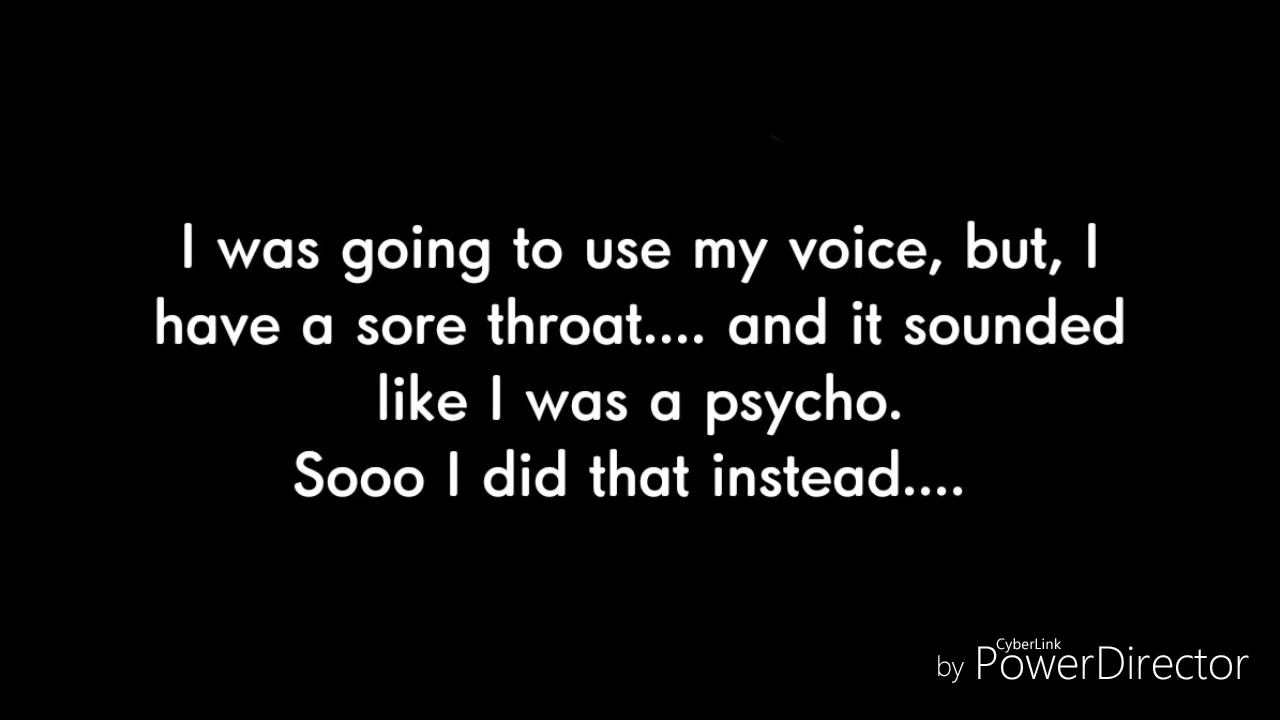 I was going to use my voice, but, I
have a sore throat.... and it sounded
like I was a psycho.
Sooo I did that instead....
CyberLink
by PowerDirector